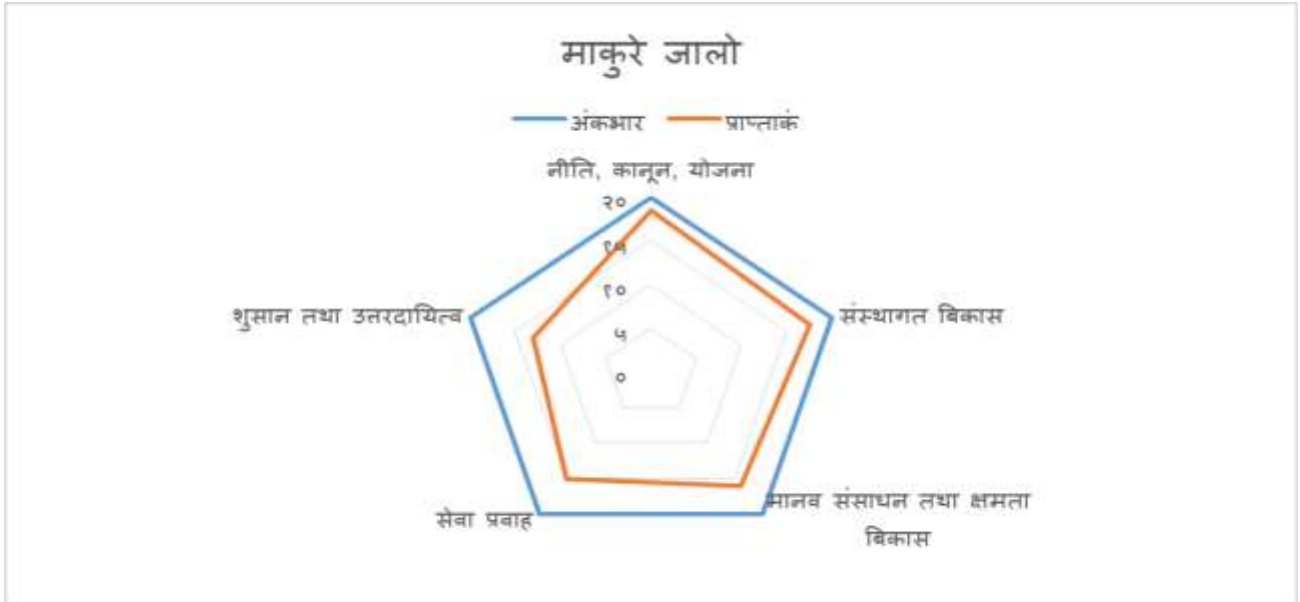 माकुरे जालो
अंकभार प्राप्ताकं
नीति, कानून, योजना
२०
१५
१०
५
०
संस्थागत बिकास
मानव संसाधन तथा क्षमता
बिकास
सेवा प्रवाह
शुसान तथा उत्तरदायित्व